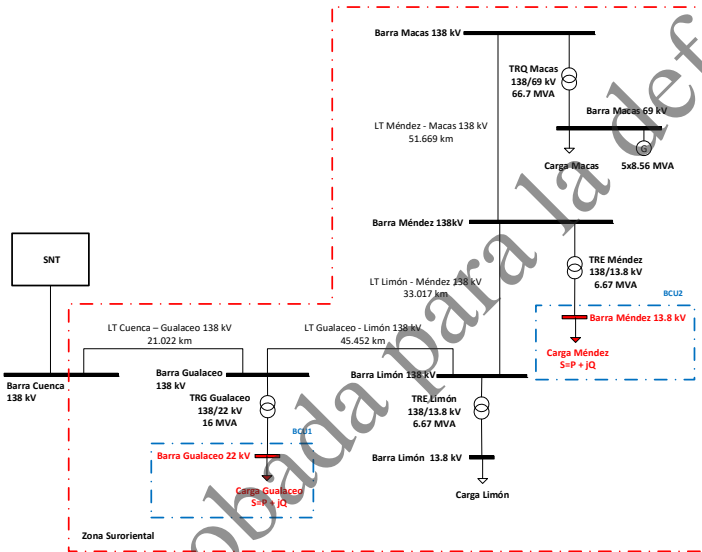 Barra Macas 138 kV
TRQ Macas
138/69 kV
66.7 MVA
Barra Macas 69 kV
LT Méndez - Macas 138 kV
51.669 km
G
Carga Macas
5x8.56 MVA
Barra Méndez 138kV
SNT
TRE Méndez
138/13.8 kV
6.67 MVA
LT Limón - Méndez 138 kV
33.017 km
BCU2
Barra Méndez 13.8 kV
LT Cuenca – Gualaceo 138 kV
21.022 km
LT Gualaceo - Limón 138 kV
45.452 km
Carga Méndez
S=P + jQ
Barra Cuenca
138 kV
Barra Gualaceo
138 kV
Barra Limón 138 kV
TRG Gualaceo
138/22 kV
16 MVA
TRE Limón
138/13.8 kV
6.67 MVA
BCU1
Barra Gualaceo 22 kV
Barra Limón 13.8 kV
Carga Gualaceo
S=P + jQ
Carga Limón
Zona Suroriental
obada para la def